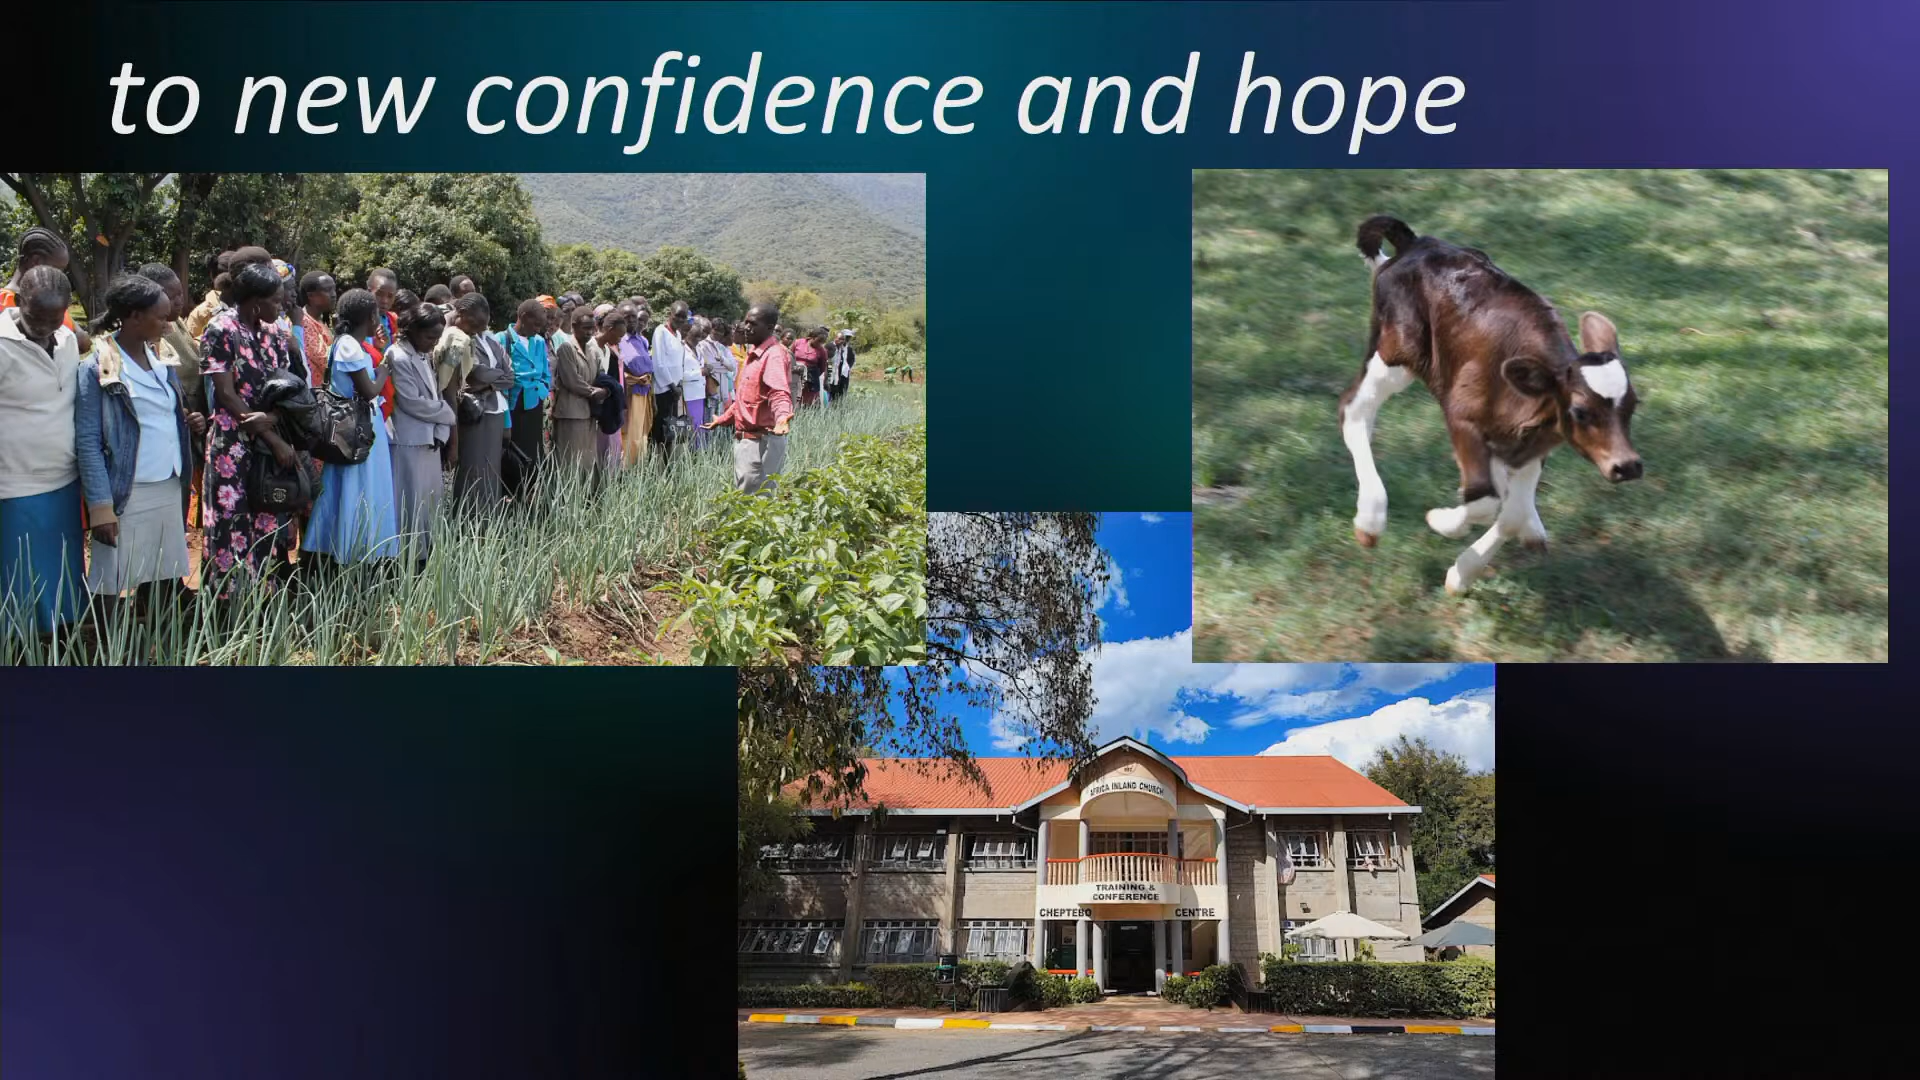 to new confidence and hope
AFRICA INLAND CHURCH
TRAINING &
CONFERENCE
CHEPTEBO CENTRE